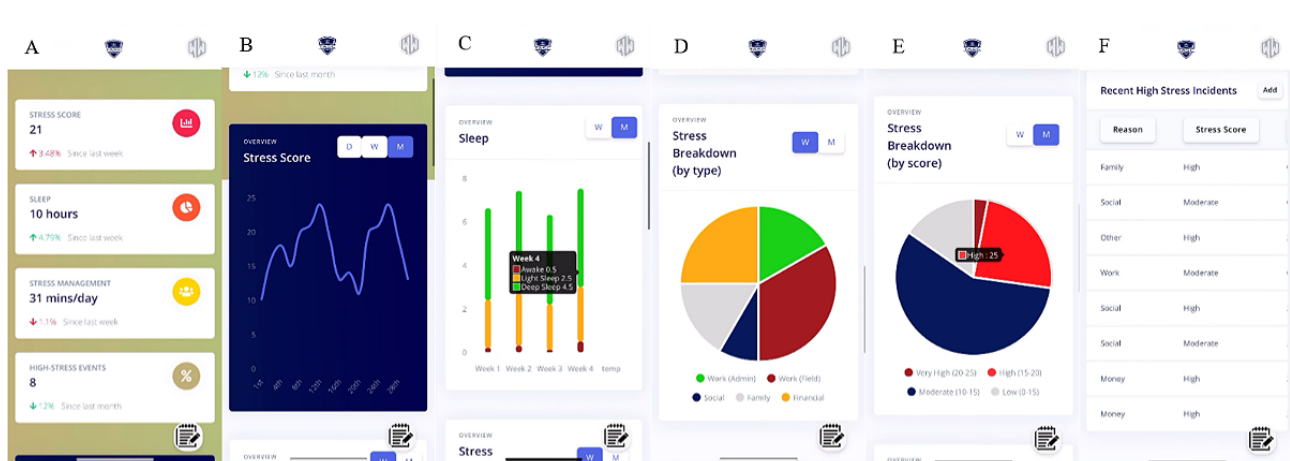 A
STRESS SCORE
21
3.48% Since last week
SLEEP
10 hours
4.79% Since last week
STRESS MANAGEMENT
31 mins/day
1.1% Since last week
HIGH-STRESS EVENTS
8
12% Since last month
B
12% Since last month
OVERVIEW
Stress Score
D W M
25
20
15
10
5
0
1st 4th 8th 12th 16th 20th 24th 28th
OVERVIEW
W
C
OVERVIEW
Sleep
W M
8
6
4
2
0
Week 4
Awake 0.5
Light Sleep 2.5
Deep Sleep 4.5
Week 1 Week 2 Week 3 Week 4 temp
OVERVIEW
Stress
W M
D
OVERVIEW
Stress
Breakdown
(by type)
W M
Work (Admin) Work (Field)
Social Family Financial
E
OVERVIEW
Stress
Breakdown
(by score)
W M
High : 25
Very High (20-25) High (15-20)
Moderate (10-15) Low (0-15)
OVERVIEW
F
Recent High Stress Incidents Add
Reason Stress Score
Family High
Social Moderate
Other High
Work Moderate
Social High
Social Moderate
Money High
Money High